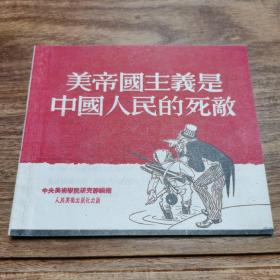 美帝國主義是
中國人民的死敵
中央美術學院研究部編繪
人民美術出版社出版